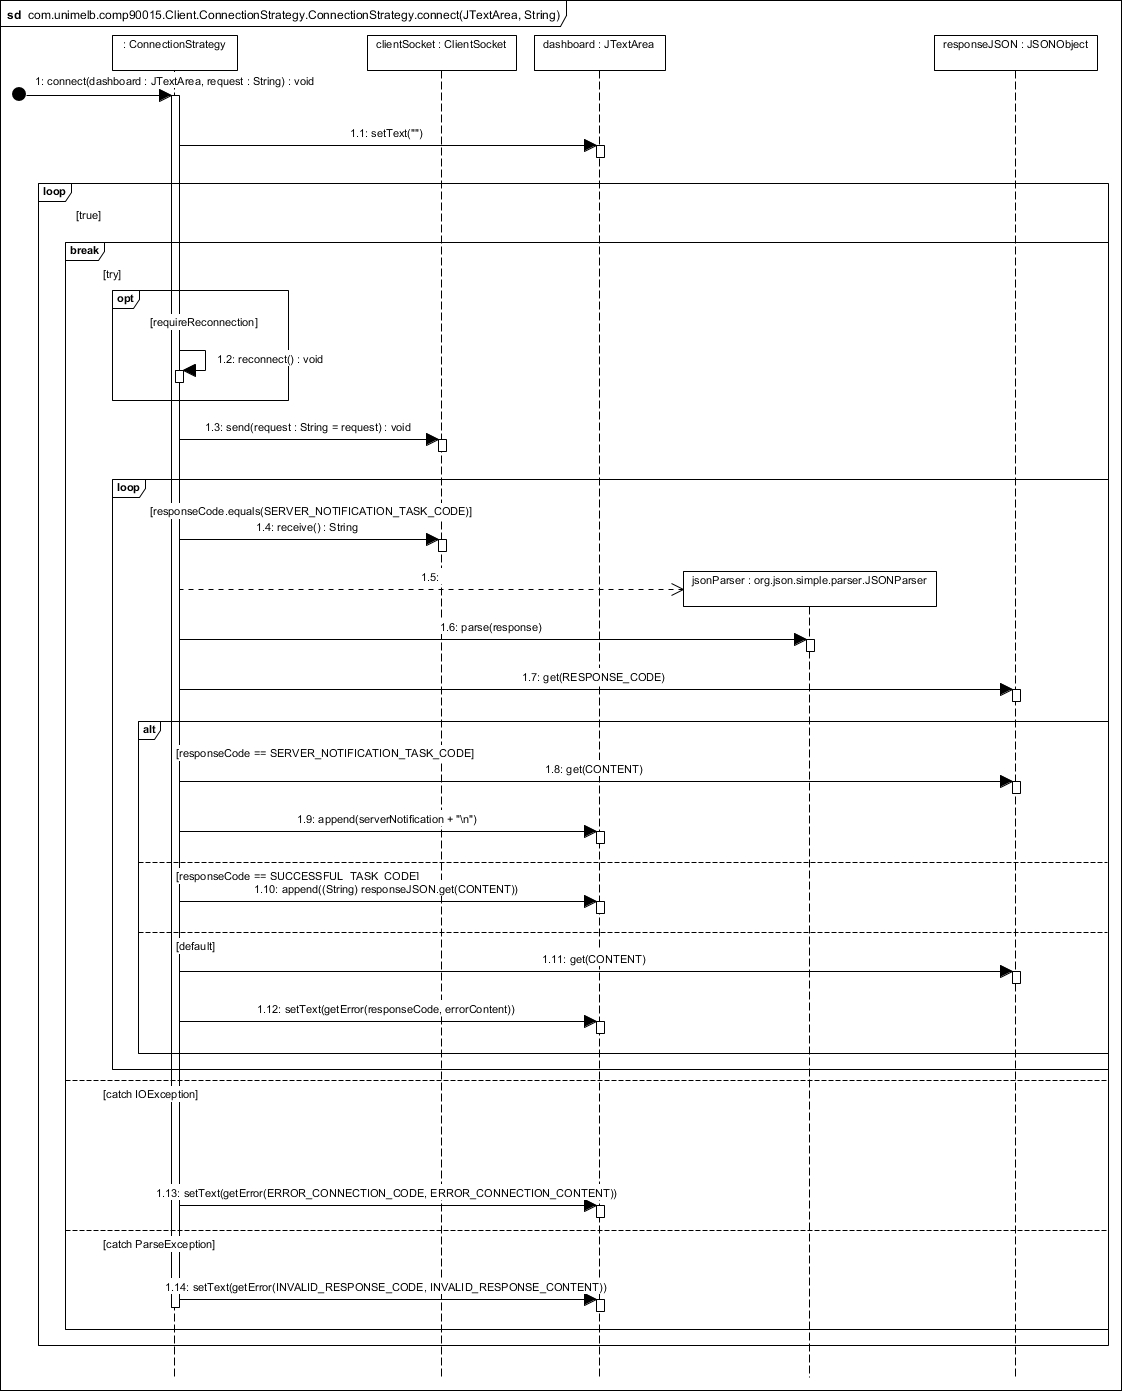 sd com.unimelb.comp90015.Client.ConnectionStrategy.ConnectionStrategy.connect(JTextArea, String)
: ConnectionStrategy
clientSocket : ClientSocket
dashboard : JTextArea
responseJSON : JSONObject
1: connect(dashboard : JTextArea, request : String) : void
1.1: setText("")
loop
[true]
break
[try]
opt
[requireReconnection]
1.2: reconnect() : void
1.3: send(request : String = request) : void
loop
[responseCode.equals(SERVER_NOTIFICATION_TASK_CODE)]
1.4: receive() : String
1.5:
jsonParser : org.json.simple.parser.JSONParser
1.6: parse(response)
1.7: get(RESPONSE_CODE)
alt
[responseCode == SERVER_NOTIFICATION_TASK_CODE]
1.8: get(CONTENT)
1.9: append(serverNotification + "\n")
[responseCode == SUCCESSFUL_TASK_CODE]
1.10: append((String) responseJSON.get(CONTENT))
[default]
1.11: get(CONTENT)
1.12: setText(getError(responseCode, errorContent))
[catch IOException]
1.13: setText(getError(ERROR_CONNECTION_CODE, ERROR_CONNECTION_CONTENT))
[catch ParseException]
1.14: setText(getError(INVALID_RESPONSE_CODE, INVALID_RESPONSE_CONTENT))